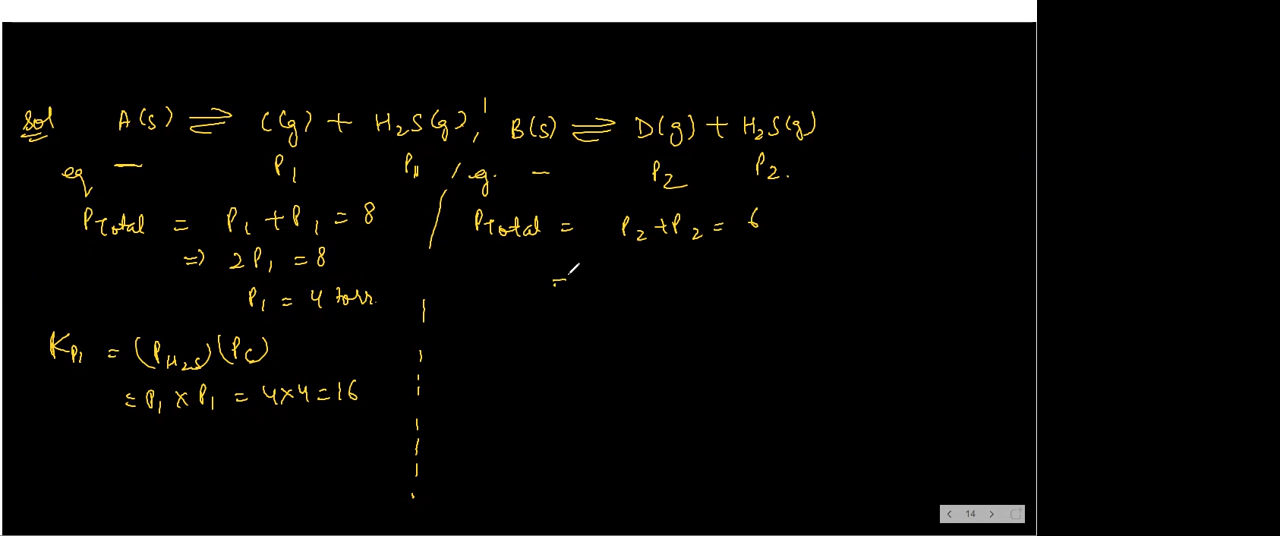 Sol A(s) ⇌ C(g) + H₂S(g), B(s) ⇌ D(g) + H₂S(g)
eq — P₁ P₁ / eq. — P₂ P₂.
PTotal = P₁ + P₁ = 8 / PTotal = P₂ + P₂ = 6
⇒ 2P₁ = 8 =
P₁ = 4 torr.
KP₁ = (PH₂S)(PC)
= P₁ × P₁ = 4×4 = 16
< 14 >